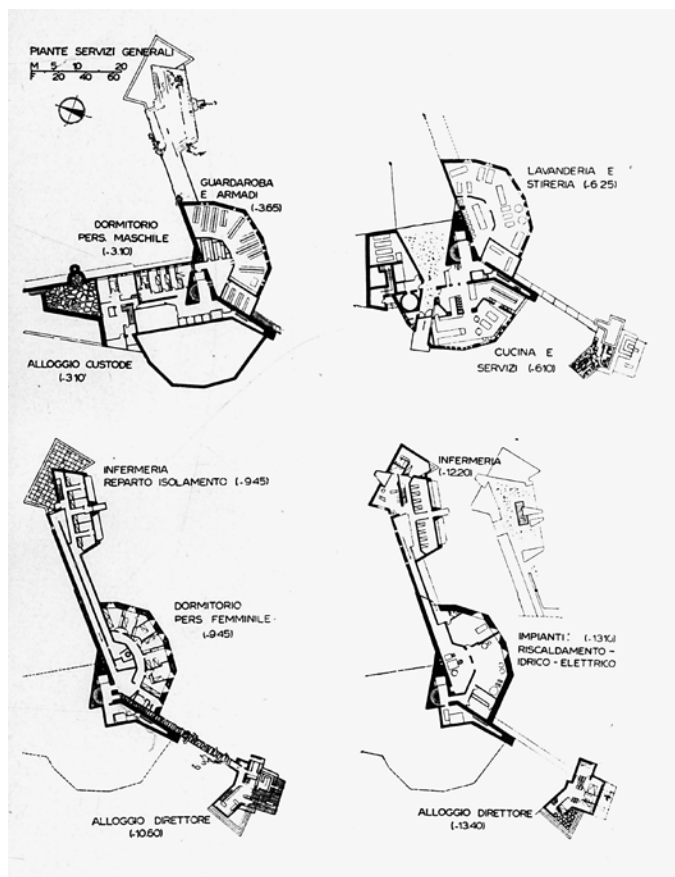 PIANTE SERVIZI GENERALI
M 5 10 20
F 20 40 60
GUARDAROBA
E ARMADI
(-3.65)
DORMITORIO
PERS. MASCHILE
(-3.10)
ALLOGGIO CUSTODE
(-3.10'
LAVANDERIA E
STIRERIA (-6.25)
CUCINA E
SERVIZI (-6.10)
INFERMERIA
REPARTO ISOLAMENTO (-9.45)
DORMITORIO
PERS. FEMMINILE -
(-9.45)
ALLOGGIO DIRETTORE
(-10.60)
INFERMERIA
(-12.20)
IMPIANTI: (-13.10)
RISCALDAMENTO -
IDRICO - ELETTRICO
ALLOGGIO DIRETTORE
(-13.40)